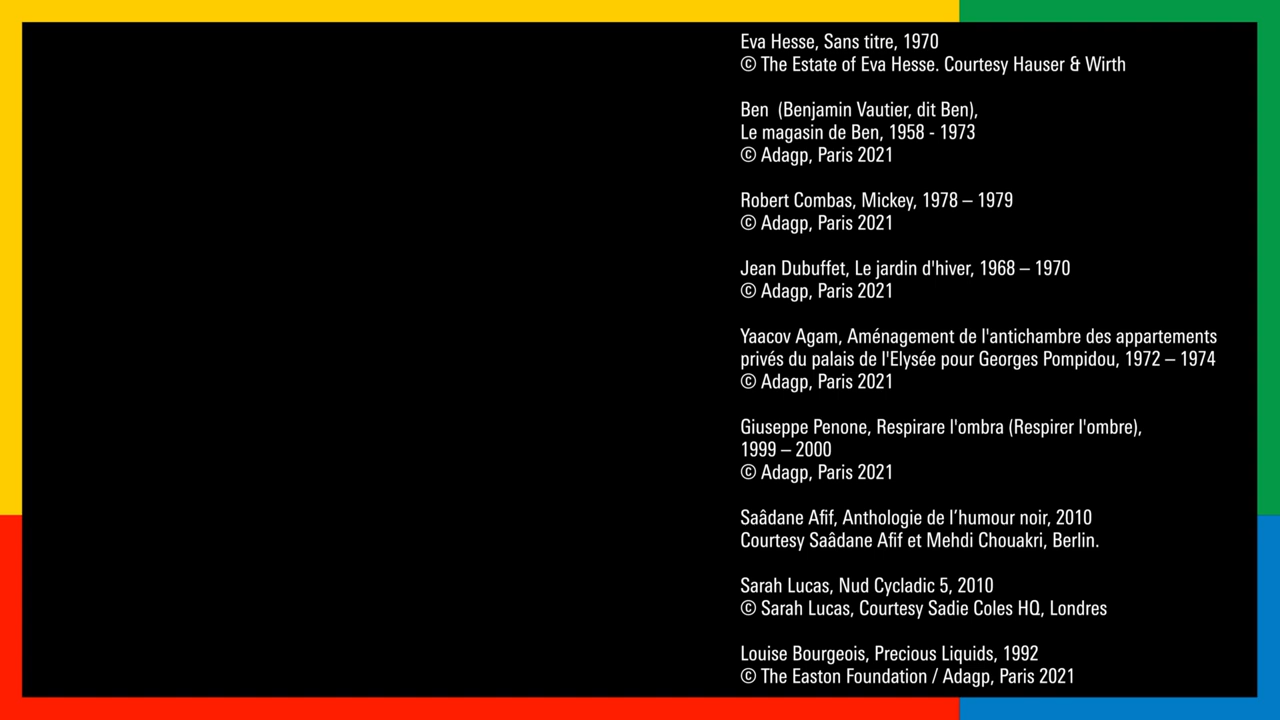 Eva Hesse, Sans titre, 1970
© The Estate of Eva Hesse. Courtesy Hauser & Wirth
Ben  (Benjamin Vautier, dit Ben),
Le magasin de Ben, 1958 - 1973
© Adagp, Paris 2021
Robert Combas, Mickey, 1978 – 1979
© Adagp, Paris 2021
Jean Dubuffet, Le jardin d'hiver, 1968 – 1970
© Adagp, Paris 2021
Yaacov Agam, Aménagement de l'antichambre des appartements
privés du palais de l'Elysée pour Georges Pompidou, 1972 – 1974
© Adagp, Paris 2021
Giuseppe Penone, Respirare l'ombra (Respirer l'ombre),
1999 – 2000
© Adagp, Paris 2021
Saâdane Afif, Anthologie de l’humour noir, 2010
Courtesy Saâdane Afif et Mehdi Chouakri, Berlin.
Sarah Lucas, Nud Cycladic 5, 2010
© Sarah Lucas, Courtesy Sadie Coles HQ, Londres
Louise Bourgeois, Precious Liquids, 1992
© The Easton Foundation / Adagp, Paris 2021